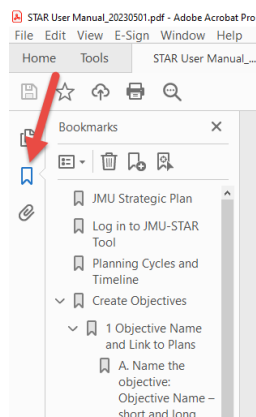 STAR User Manual_20230501.pdf - Adobe Acrobat Pro
File Edit View E-Sign Window Help
Home Tools STAR User Manual_...
Bookmarks
JMU Strategic Plan
Log in to JMU-STAR
Tool
Planning Cycles and
Timeline
Create Objectives
1 Objective Name
and Link to Plans
A. Name the
objective:
Objective Name –
short and long